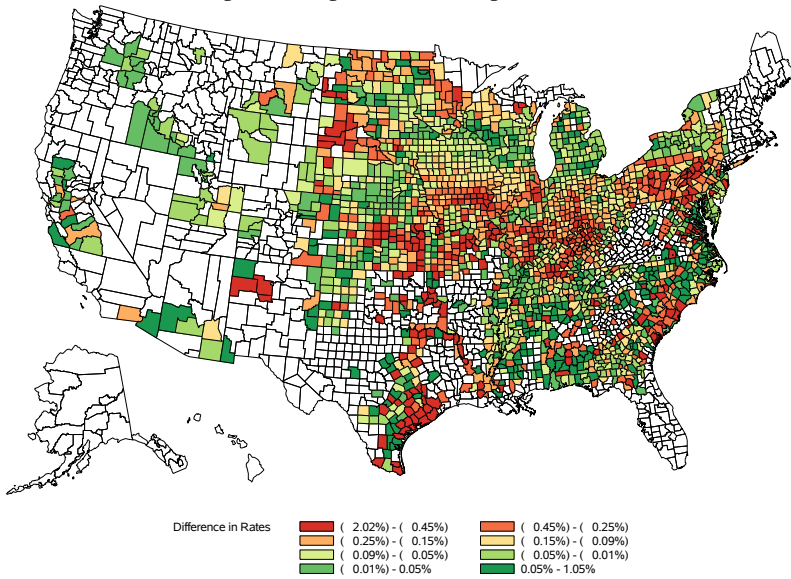 Difference in Rates
( 2.02%) - ( 0.45%) ( 0.45%) - ( 0.25%)
( 0.25%) - ( 0.15%) ( 0.15%) - ( 0.09%)
( 0.09%) - ( 0.05%) ( 0.05%) - ( 0.01%)
( 0.01%) - 0.05% 0.05% - 1.05%